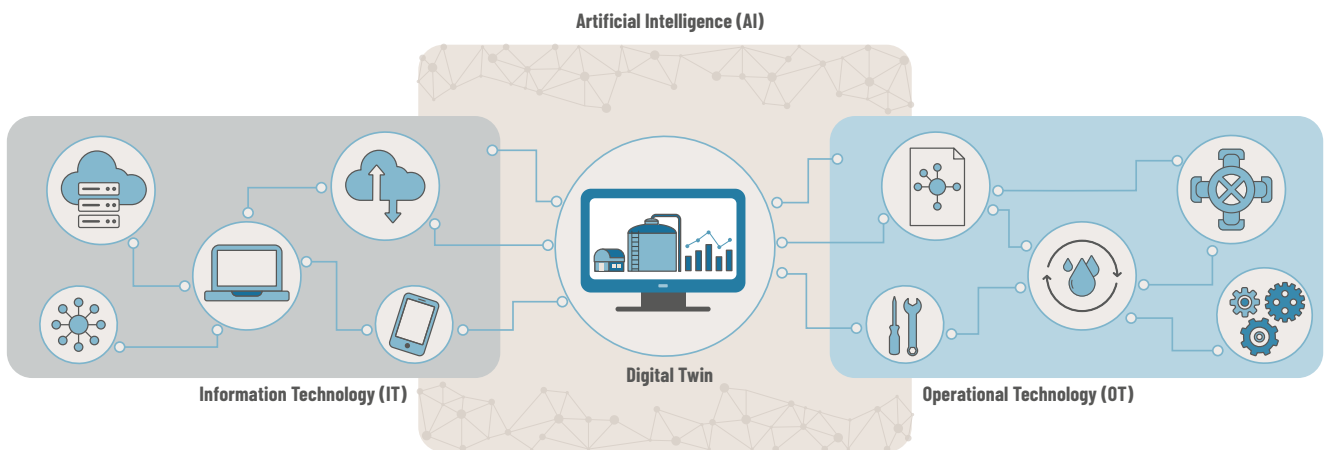 Artificial Intelligence (AI)
Digital Twin
Information Technology (IT)
Operational Technology (OT)